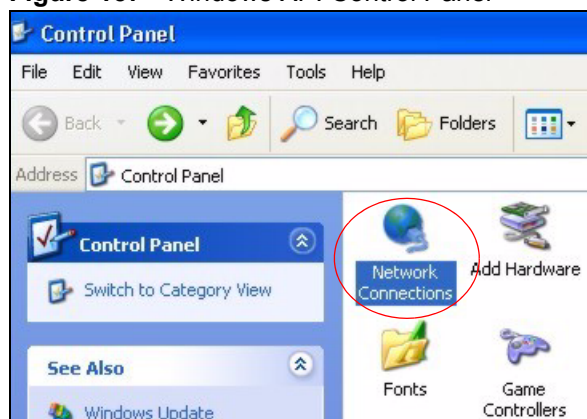 Control Panel
File Edit View Favorites Tools Help
Back Search Folders
Address Control Panel
Control Panel
Switch to Category View
See Also
Windows Update
Network Connections
Add Hardware
Fonts
Game Controllers